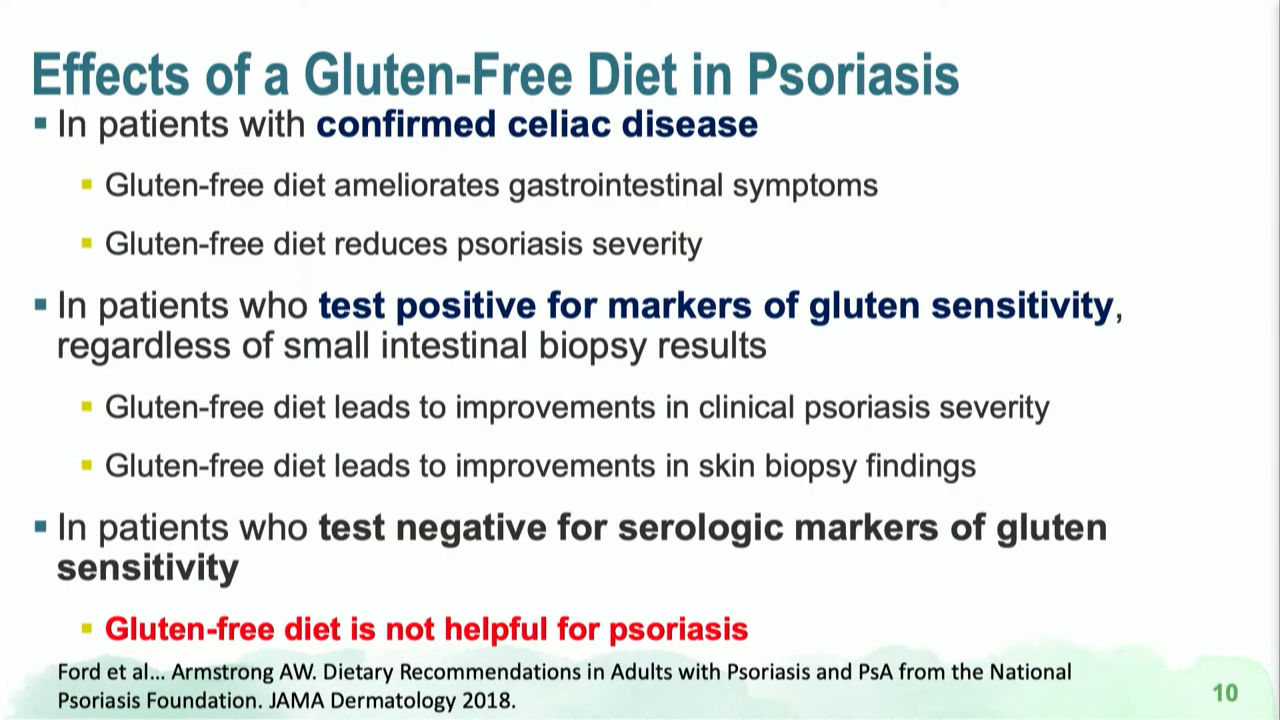 Effects of a Gluten-Free Diet in Psoriasis
▪ In patients with confirmed celiac disease
▪ Gluten-free diet ameliorates gastrointestinal symptoms
▪ Gluten-free diet reduces psoriasis severity
▪ In patients who test positive for markers of gluten sensitivity,
regardless of small intestinal biopsy results
▪ Gluten-free diet leads to improvements in clinical psoriasis severity
▪ Gluten-free diet leads to improvements in skin biopsy findings
▪ In patients who test negative for serologic markers of gluten
sensitivity
▪ Gluten-free diet is not helpful for psoriasis
Ford et al... Armstrong AW. Dietary Recommendations in Adults with Psoriasis and PsA from the National
Psoriasis Foundation. JAMA Dermatology 2018.
10